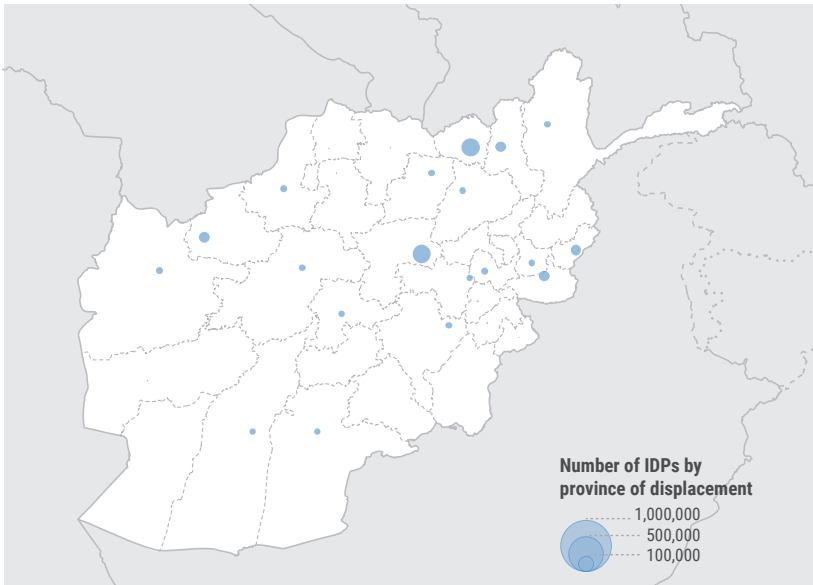 Number of IDPs by
province of displacement
1,000,000
500,000
100,000